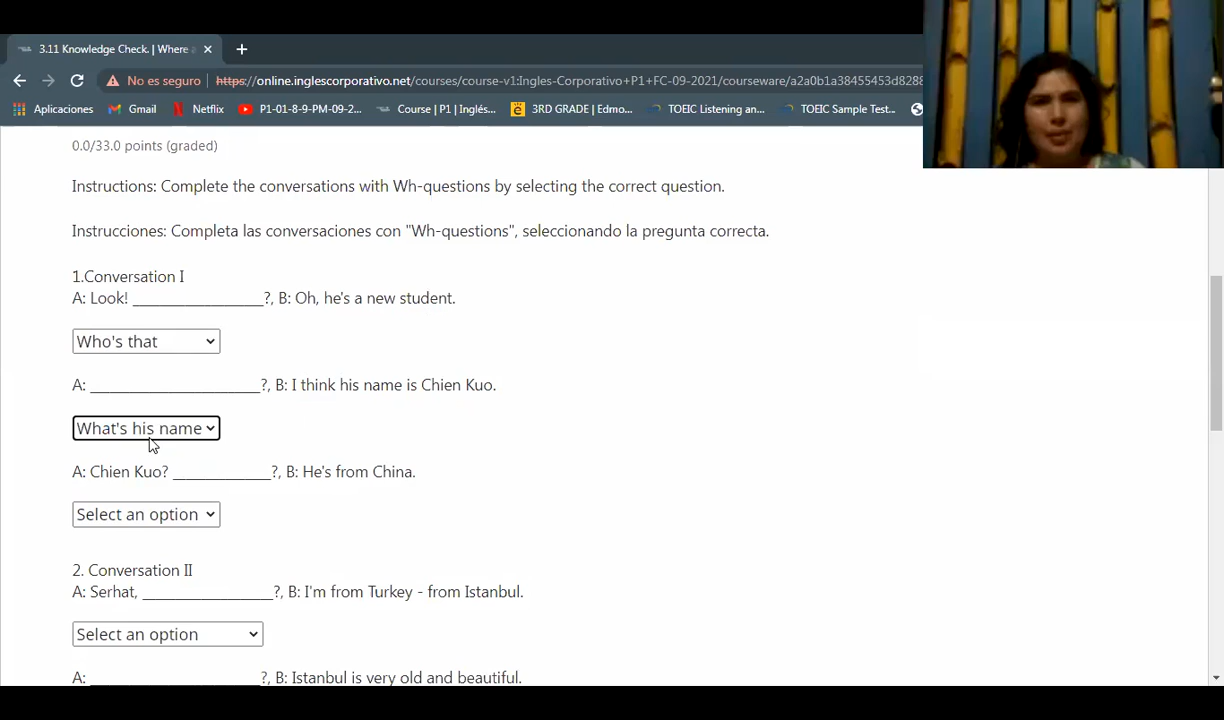 3.11 Knowledge Check. | Where a
No es seguro | https://online.inglescorporativo.net/courses/course-v1:Ingles-Corporativo+P1+FC-09-2021/courseware/a2a0b1a38455453d8288
Aplicaciones Gmail Netflix P1-01-8-9-PM-09-2... Course | P1 | Inglés... 3RD GRADE | Edmo... TOEIC Listening an... TOEIC Sample Test...
0.0/33.0 points (graded)
Instructions: Complete the conversations with Wh-questions by selecting the correct question.
Instrucciones: Completa las conversaciones con "Wh-questions", seleccionando la pregunta correcta.
1.Conversation I
A: Look! __________________?, B: Oh, he's a new student.
Who's that
A: _______________________?, B: I think his name is Chien Kuo.
What's his name
A: Chien Kuo? _____________?, B: He's from China.
Select an option
2. Conversation II
A: Serhat, __________________?, B: I'm from Turkey - from Istanbul.
Select an option
A: _______________________?, B: Istanbul is very old and beautiful.